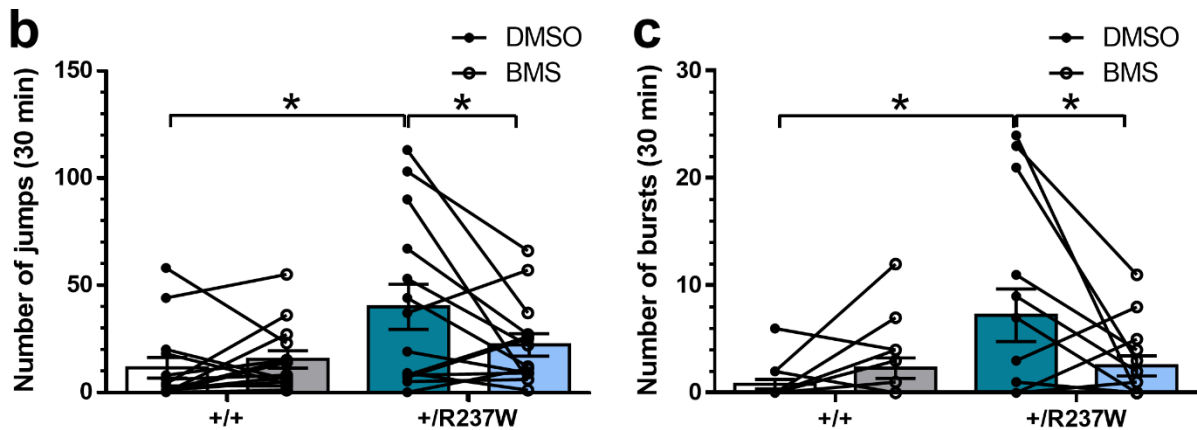 b
DMSO
BMS
Number of jumps (30 min)
150
100
50
0
* *
+/+ +/R237W
c
DMSO
BMS
Number of bursts (30 min)
30
20
10
0
* *
+/+ +/R237W